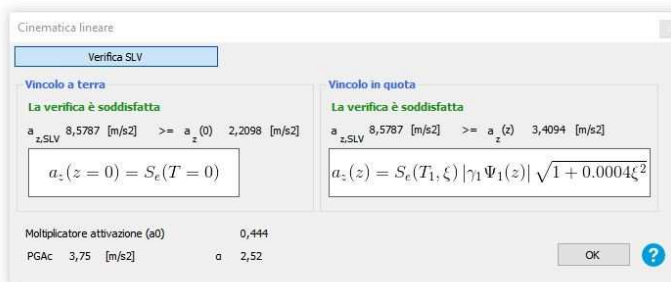 Cinematica lineare
Verifica SLV
Vincolo a terra
La verifica è soddisfatta
a z,SLV 8,5787 [m/s2] >= a z (0) 2,2098 [m/s2]
a_z(z = 0) = S_e(T = 0)
Vincolo in quota
La verifica è soddisfatta
a z,SLV 8,5787 [m/s2] >= a z (z) 3,4094 [m/s2]
a_z(z) = S_e(T_1, ξ) |γ_1 Ψ_1(z)| √(1 + 0.0004ξ²)
Moltiplicatore attivazione (a0) 0,444
PGAc 3,75 [m/s2] α 2,52
OK
?